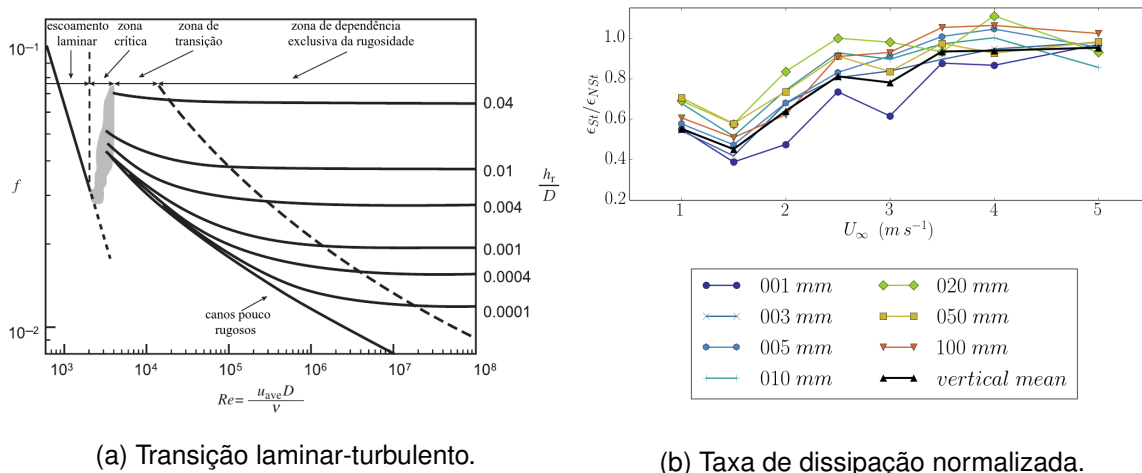 escoamento
laminar
zona
crítica
zona de
transição
zona de dependência
exclusiva da rugosidade
10⁻¹
f
10⁻²
0.04
0.01
0.004
0.001
0.0004
0.0001
h_r/D
canos pouco
rugosos
10³ 10⁴ 10⁵ 10⁶ 10⁷ 10⁸
Re = u_ave D / ν
(a) Transição laminar-turbulento.
ϵ_St/ϵ_NSt
1.0
0.8
0.6
0.4
0.2
1 2 3 4 5
U_∞ (m s⁻¹)
001 mm
003 mm
005 mm
010 mm
020 mm
050 mm
100 mm
vertical mean
(b) Taxa de dissipação normalizada.